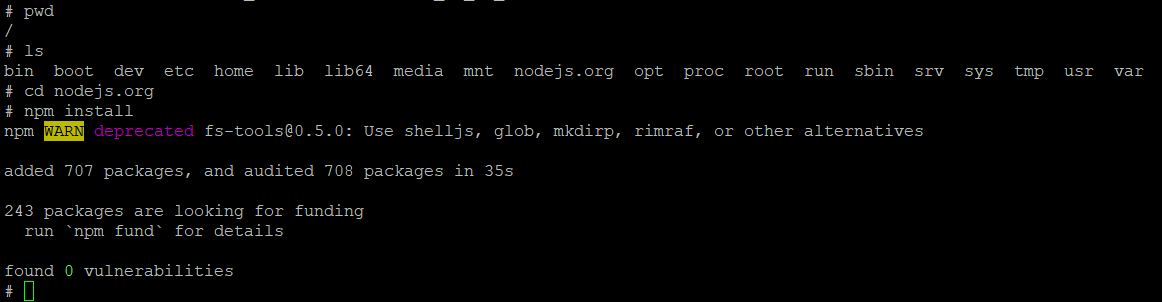 # pwd
/
# ls
bin  boot  dev  etc  home  lib  lib64  media  mnt  nodejs.org  opt  proc  root  run  sbin  srv  sys  tmp  usr  var
# cd nodejs.org
# npm install
npm WARN deprecated fs-tools@0.5.0: Use shelljs, glob, mkdirp, rimraf, or other alternatives
added 707 packages, and audited 708 packages in 35s
243 packages are looking for funding
  run `npm fund` for details
found 0 vulnerabilities
#